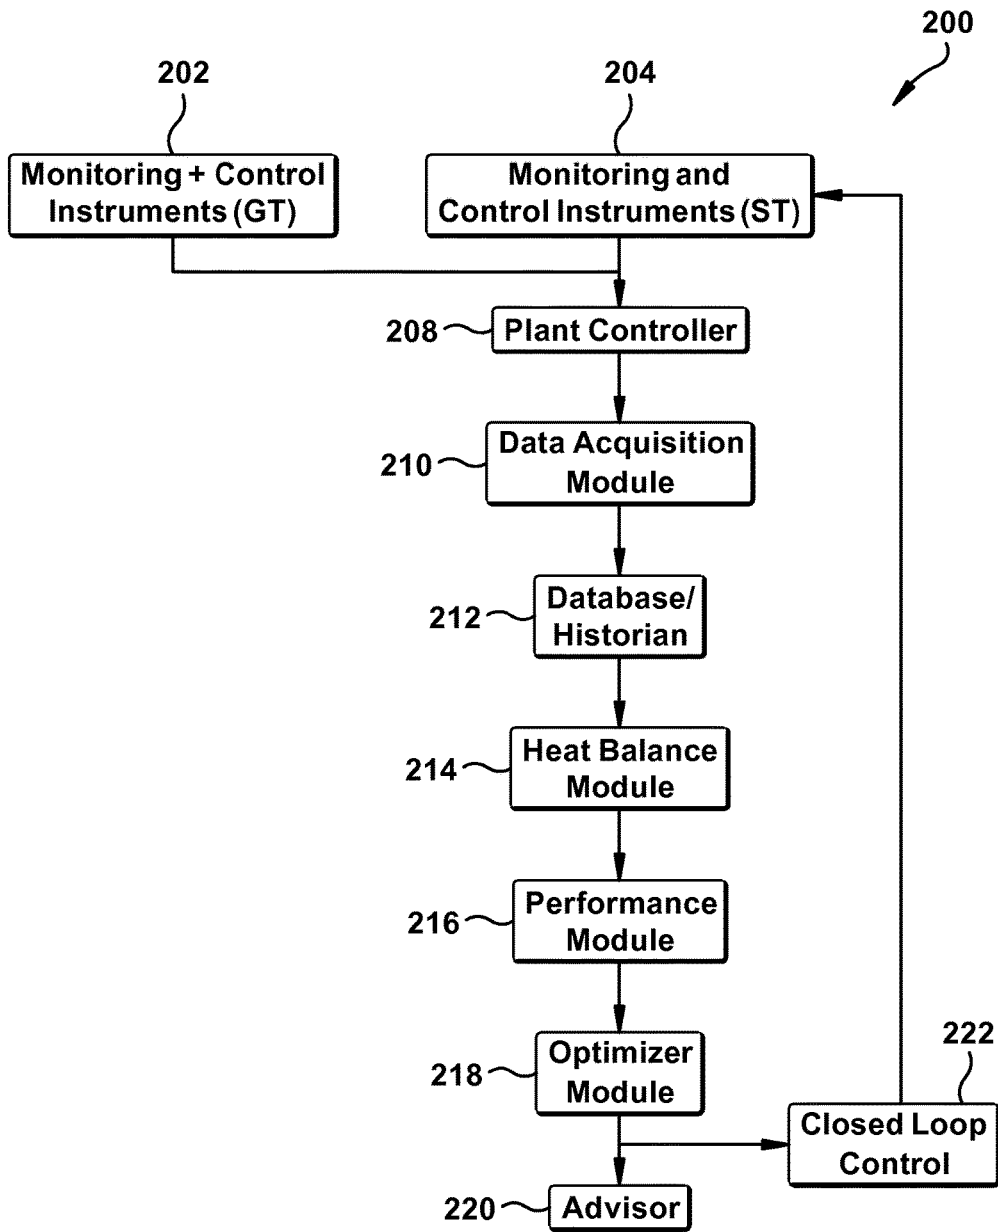 200
202
204
Monitoring + Control
Instruments (GT)
Monitoring and
Control Instruments (ST)
208
Plant Controller
210
Data Acquisition
Module
212
Database/
Historian
214
Heat Balance
Module
216
Performance
Module
218
Optimizer
Module
222
Closed Loop
Control
220
Advisor